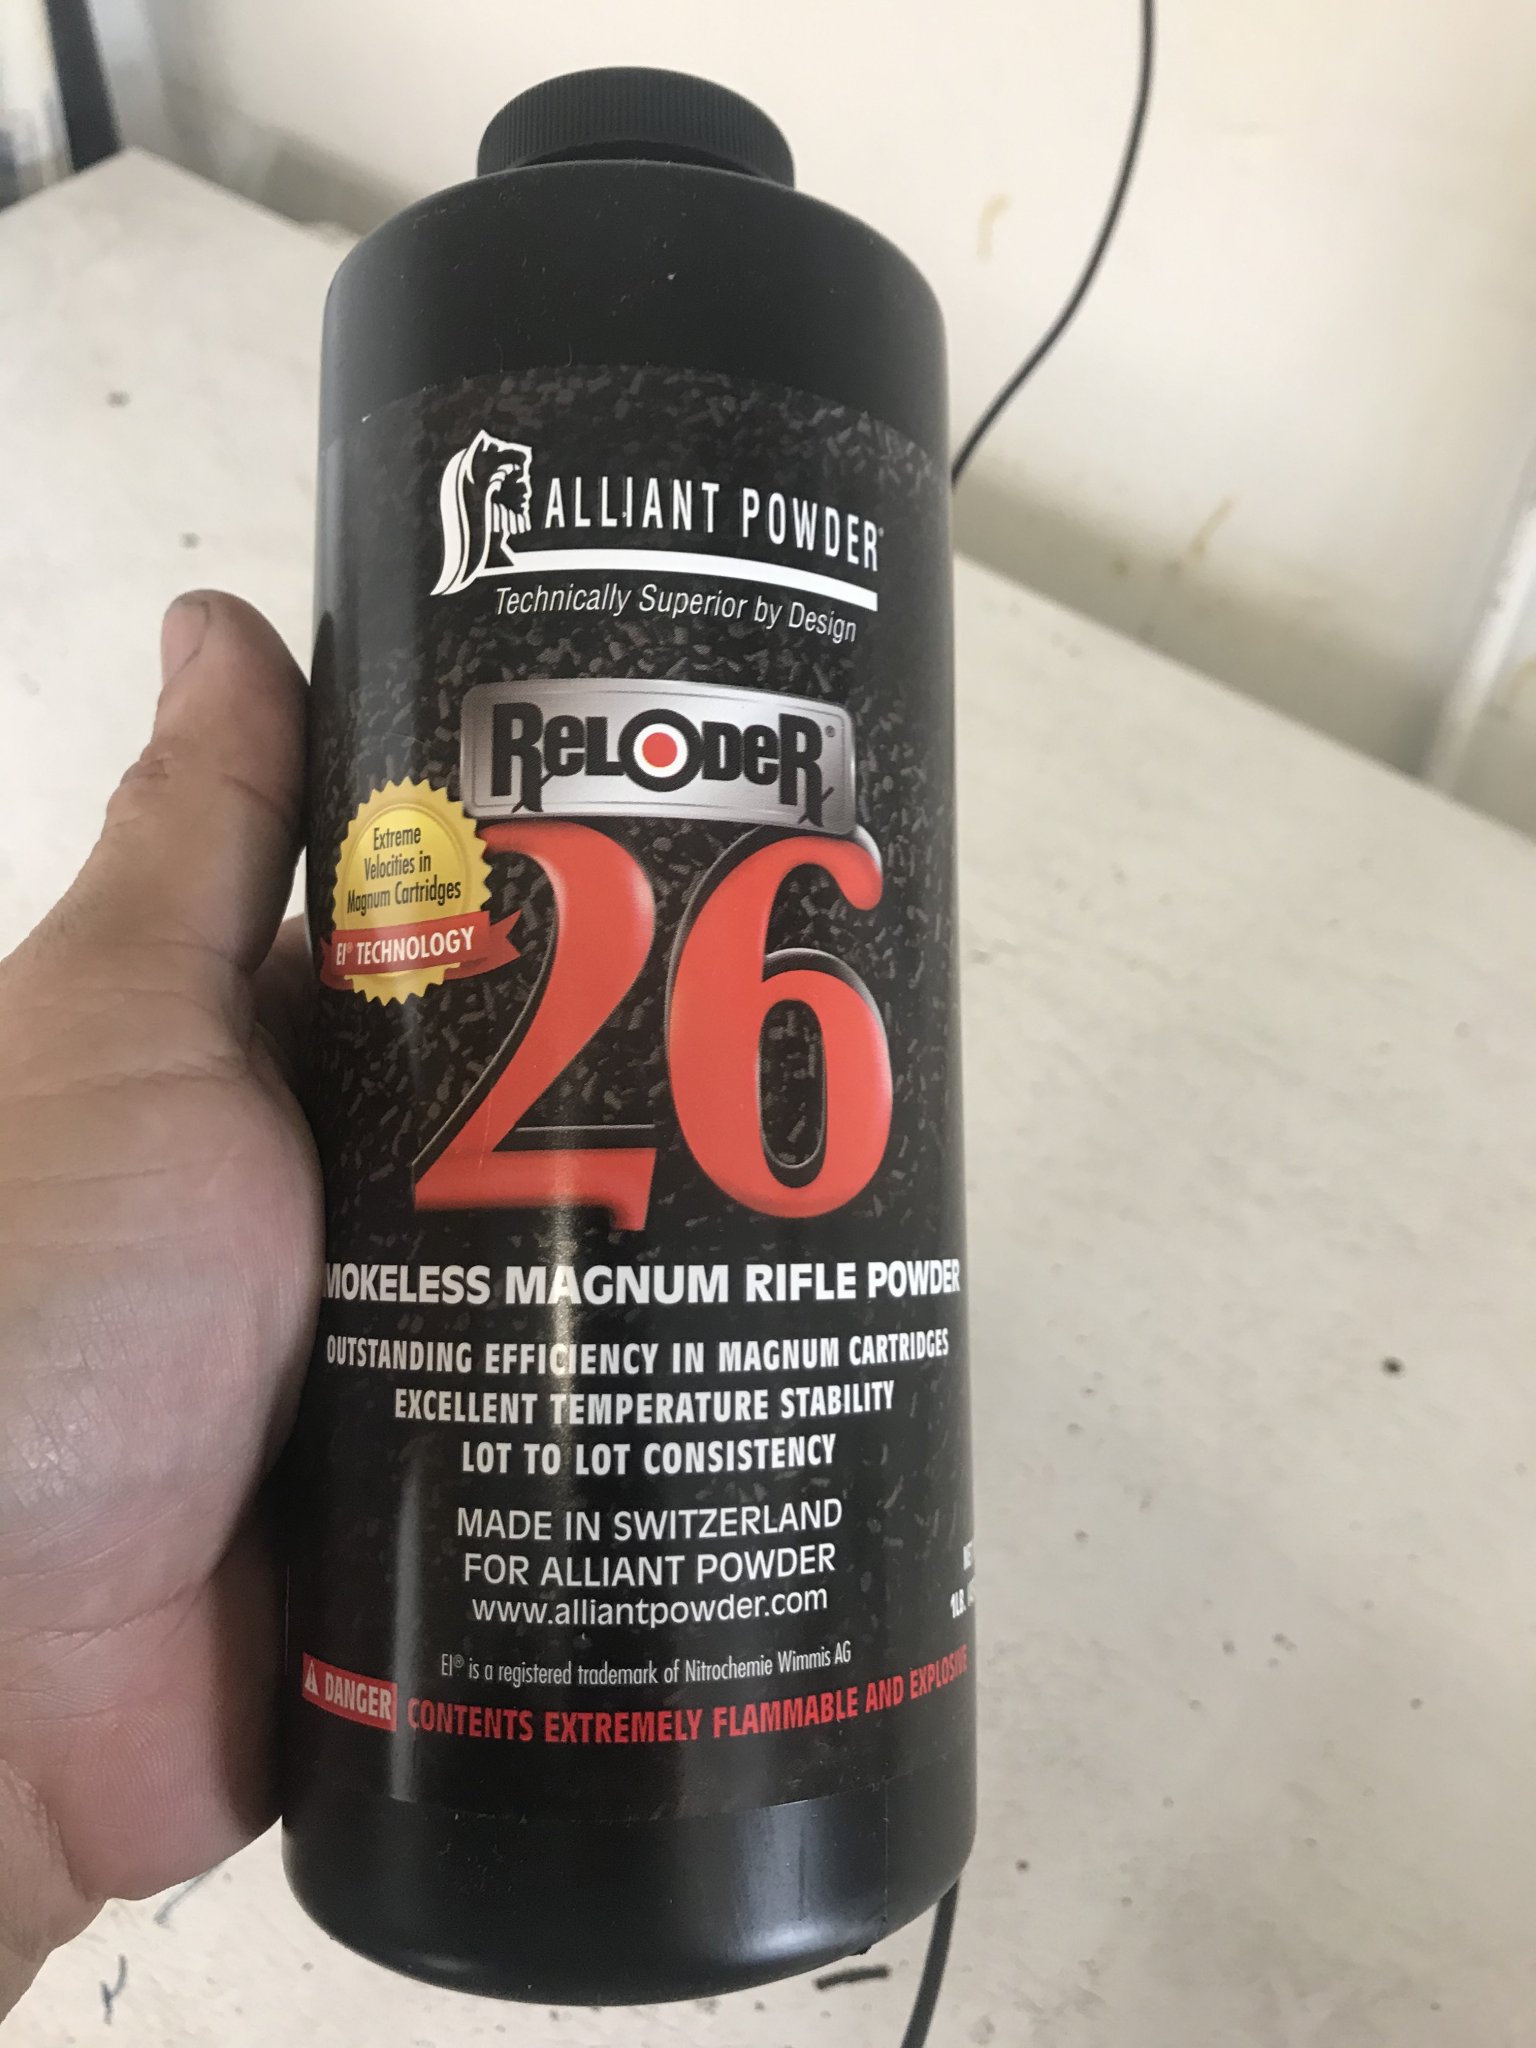 ALLIANT POWDER®
Technically Superior by Design
RELODER®
Extreme
Velocities in
Magnum Cartridges
EI® TECHNOLOGY
26
MOKELESS MAGNUM RIFLE POWDER
OUTSTANDING EFFICIENCY IN MAGNUM CARTRIDGES
EXCELLENT TEMPERATURE STABILITY
LOT TO LOT CONSISTENCY
MADE IN SWITZERLAND
FOR ALLIANT POWDER
www.alliantpowder.com
1LB.
EI® is a registered trademark of Nitrochemie Wimmis AG
DANGER CONTENTS EXTREMELY FLAMMABLE AND EXPLOSIVE